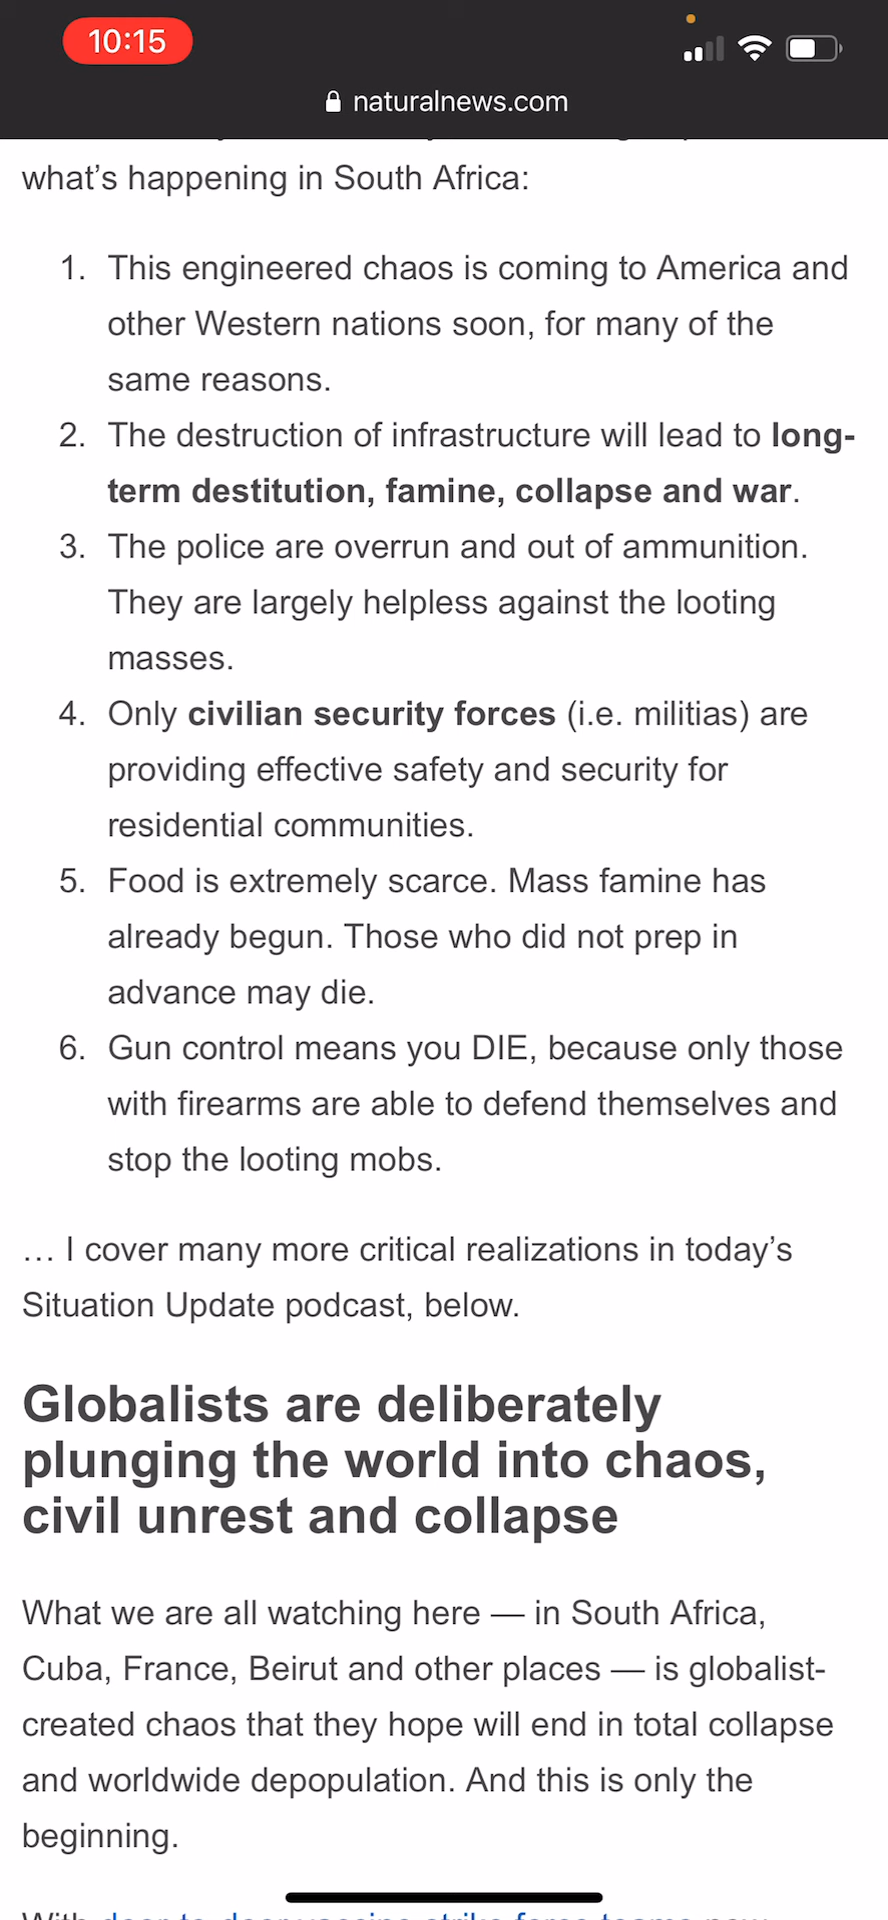 10:15
naturalnews.com
what’s happening in South Africa:
1. This engineered chaos is coming to America and
other Western nations soon, for many of the
same reasons.
2. The destruction of infrastructure will lead to long-
term destitution, famine, collapse and war.
3. The police are overrun and out of ammunition.
They are largely helpless against the looting
masses.
4. Only civilian security forces (i.e. militias) are
providing effective safety and security for
residential communities.
5. Food is extremely scarce. Mass famine has
already begun. Those who did not prep in
advance may die.
6. Gun control means you DIE, because only those
with firearms are able to defend themselves and
stop the looting mobs.
… I cover many more critical realizations in today’s
Situation Update podcast, below.
Globalists are deliberately
plunging the world into chaos,
civil unrest and collapse
What we are all watching here — in South Africa,
Cuba, France, Beirut and other places — is globalist-
created chaos that they hope will end in total collapse
and worldwide depopulation. And this is only the
beginning.
With door-to-door vaccine strike force teams now